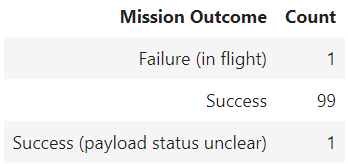 Mission Outcome Count
Failure (in flight) 1
Success 99
Success (payload status unclear) 1